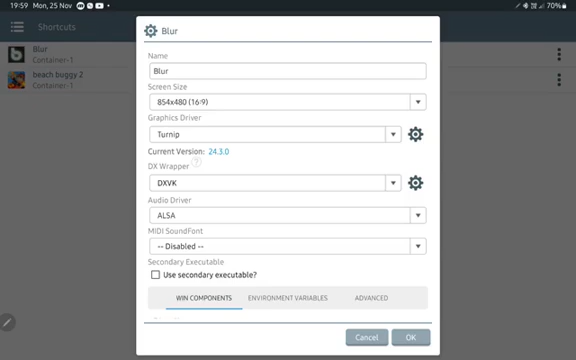 19:59 Mon, 25 Nov
70%
Shortcuts
Blur
Container-1
beach buggy 2
Container-1
Blur
Name
Blur
Screen Size
854x480 (16:9)
Graphics Driver
Turnip
Current Version: 24.3.0
DX Wrapper ?
DXVK
Audio Driver
ALSA
MIDI SoundFont
-- Disabled --
Secondary Executable
Use secondary executable?
WIN COMPONENTS ENVIRONMENT VARIABLES ADVANCED
Cancel OK